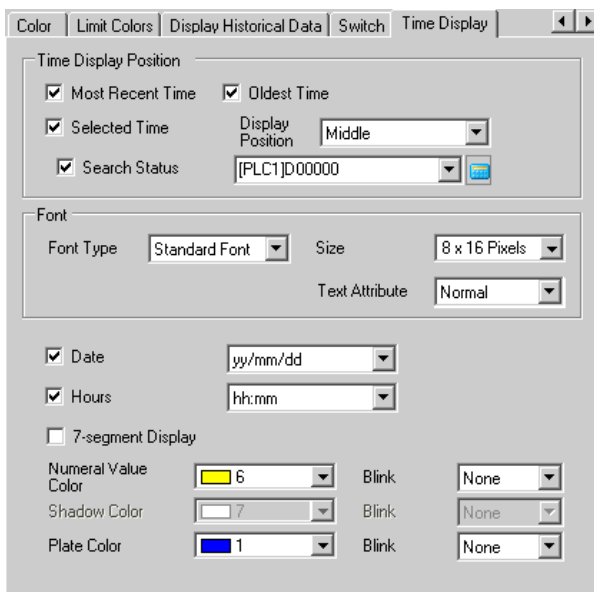 Color Limit Colors Display Historical Data Switch Time Display
Time Display Position
Most Recent Time Oldest Time
Selected Time Display Position Middle
Search Status [PLC1]D00000
Font
Font Type Standard Font Size 8 x 16 Pixels
Text Attribute Normal
Date yy/mm/dd
Hours hh:mm
7-segment Display
Numeral Value Color 6 Blink None
Shadow Color 7 Blink None
Plate Color 1 Blink None